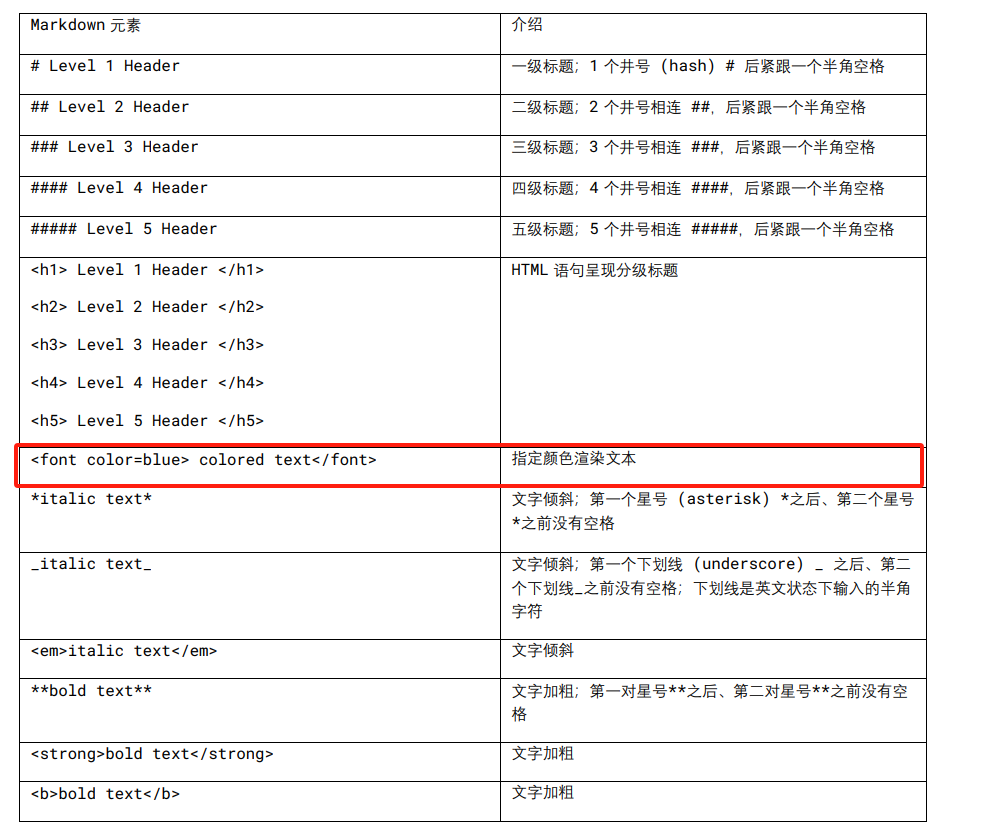 Markdown 元素
介绍
# Level 1 Header
一级标题；1 个井号 (hash) # 后紧跟一个半角空格
## Level 2 Header
二级标题；2 个井号相连 ##，后紧跟一个半角空格
### Level 3 Header
三级标题；3 个井号相连 ###，后紧跟一个半角空格
#### Level 4 Header
四级标题；4 个井号相连 ####，后紧跟一个半角空格
##### Level 5 Header
五级标题；5 个井号相连 #####，后紧跟一个半角空格
<h1> Level 1 Header </h1>
<h2> Level 2 Header </h2>
<h3> Level 3 Header </h3>
<h4> Level 4 Header </h4>
<h5> Level 5 Header </h5>
HTML 语句呈现分级标题
<font color=blue> colored text</font>
指定颜色渲染文本
*italic text*
文字倾斜；第一个星号 (asterisk) *之后、第二个星号
*之前没有空格
_italic text_
文字倾斜；第一个下划线 (underscore) _ 之后、第二
个下划线_之前没有空格；下划线是英文状态下输入的半角
字符
<em>italic text</em>
文字倾斜
**bold text**
文字加粗；第一对星号**之后、第二对星号**之前没有空
格
<strong>bold text</strong>
文字加粗
<b>bold text</b>
文字加粗